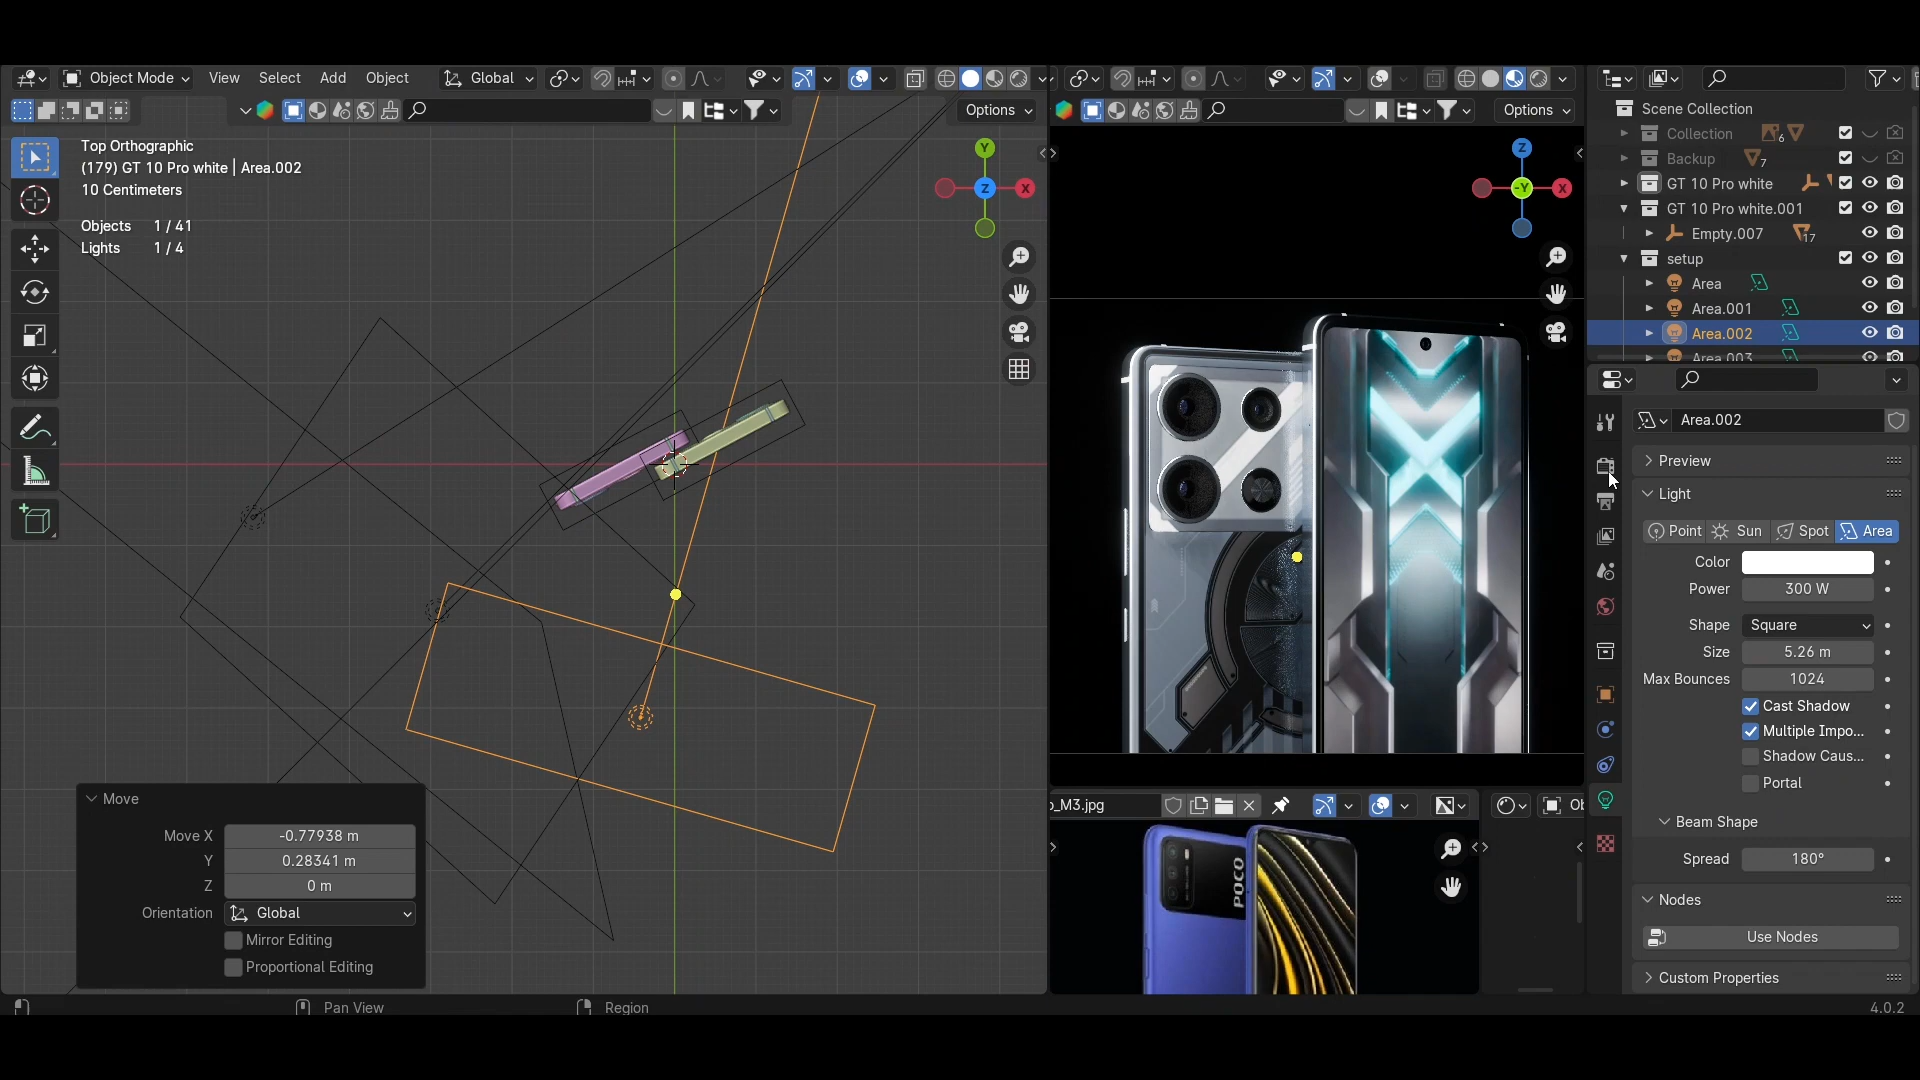 Object Mode View Select Add Object Global
Options
Top Orthographic
(179) GT 10 Pro white | Area.002
10 Centimeters
Objects 1 / 41
Lights 1 / 4
Y
Z
X
Move
Move X -0.77938 m
Y 0.28341 m
Z 0 m
Orientation Global
Mirror Editing
Proportional Editing
Options
Z
-Y
X
o_M3.jpg
Ob
POCO
Scene Collection
Collection 6
Backup 7
GT 10 Pro white
GT 10 Pro white.001
Empty.007 17
setup
Area
Area.001
Area.002
Area.003
Area.002
Preview
Light
Point Sun Spot Area
Color
Power 300 W
Shape Square
Size 5.26 m
Max Bounces 1024
Cast Shadow
Multiple Impo...
Shadow Caus...
Portal
Beam Shape
Spread 180°
Nodes
Use Nodes
Custom Properties
Pan View
Region
4.0.2